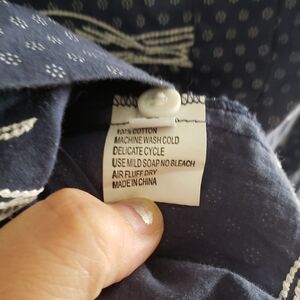 100% COTTON
MACHINE WASH COLD
DELICATE CYCLE
USE MILD SOAP NO BLEACH
AIR FLUFF DRY
MADE IN CHINA